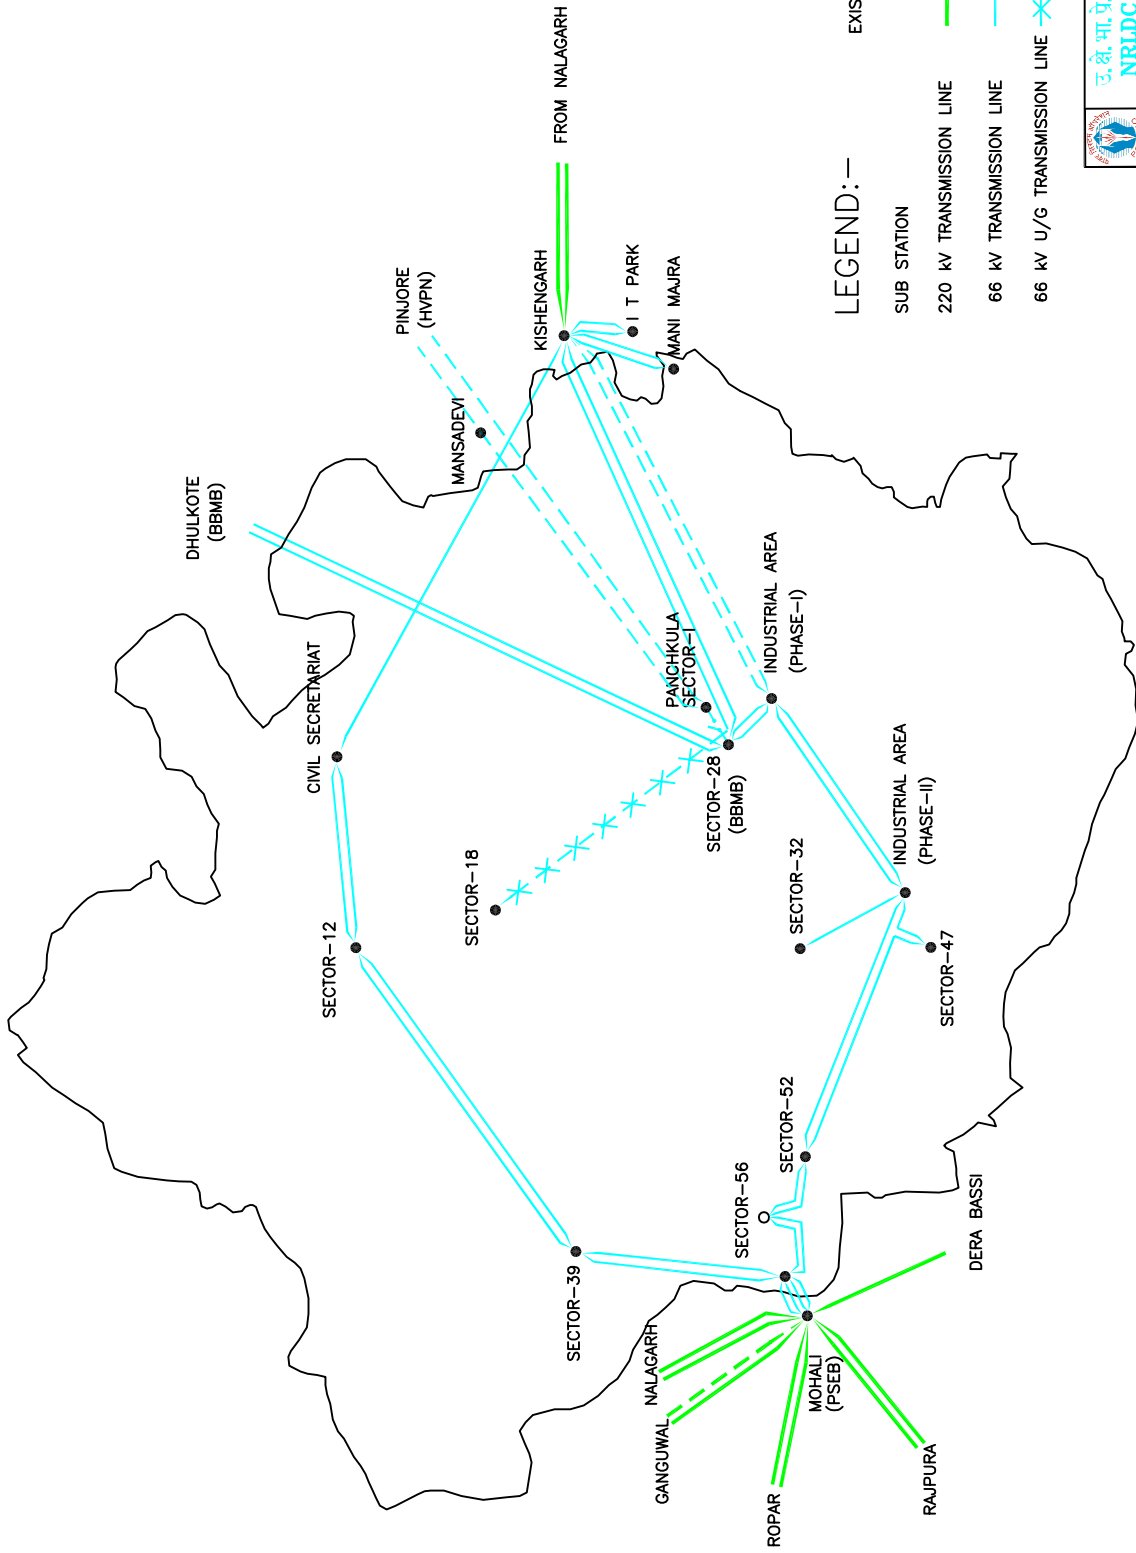 DHULKOTE
(BBMB)
PINJORE
(HVPN)
MANSADEVI
KISHENGARH
FROM NALAGARH
I T PARK
MANI MAJRA
CIVIL SECRETARIAT
SECTOR-12
SECTOR-18
PANCHKULA
SECTOR-I
SECTOR-28
(BBMB)
INDUSTRIAL AREA
(PHASE-I)
SECTOR-32
INDUSTRIAL AREA
(PHASE-II)
SECTOR-47
SECTOR-52
SECTOR-56
SECTOR-39
DERA BASSI
NALAGARH
GANGUWAL
MOHALI
(PSEB)
ROPAR
RAJPURA
LEGEND:-
EXIS
SUB STATION
220 kV TRANSMISSION LINE
66 kV TRANSMISSION LINE
66 kV U/G TRANSMISSION LINE
उ. क्षे. भा. प्रे.
NRLDC